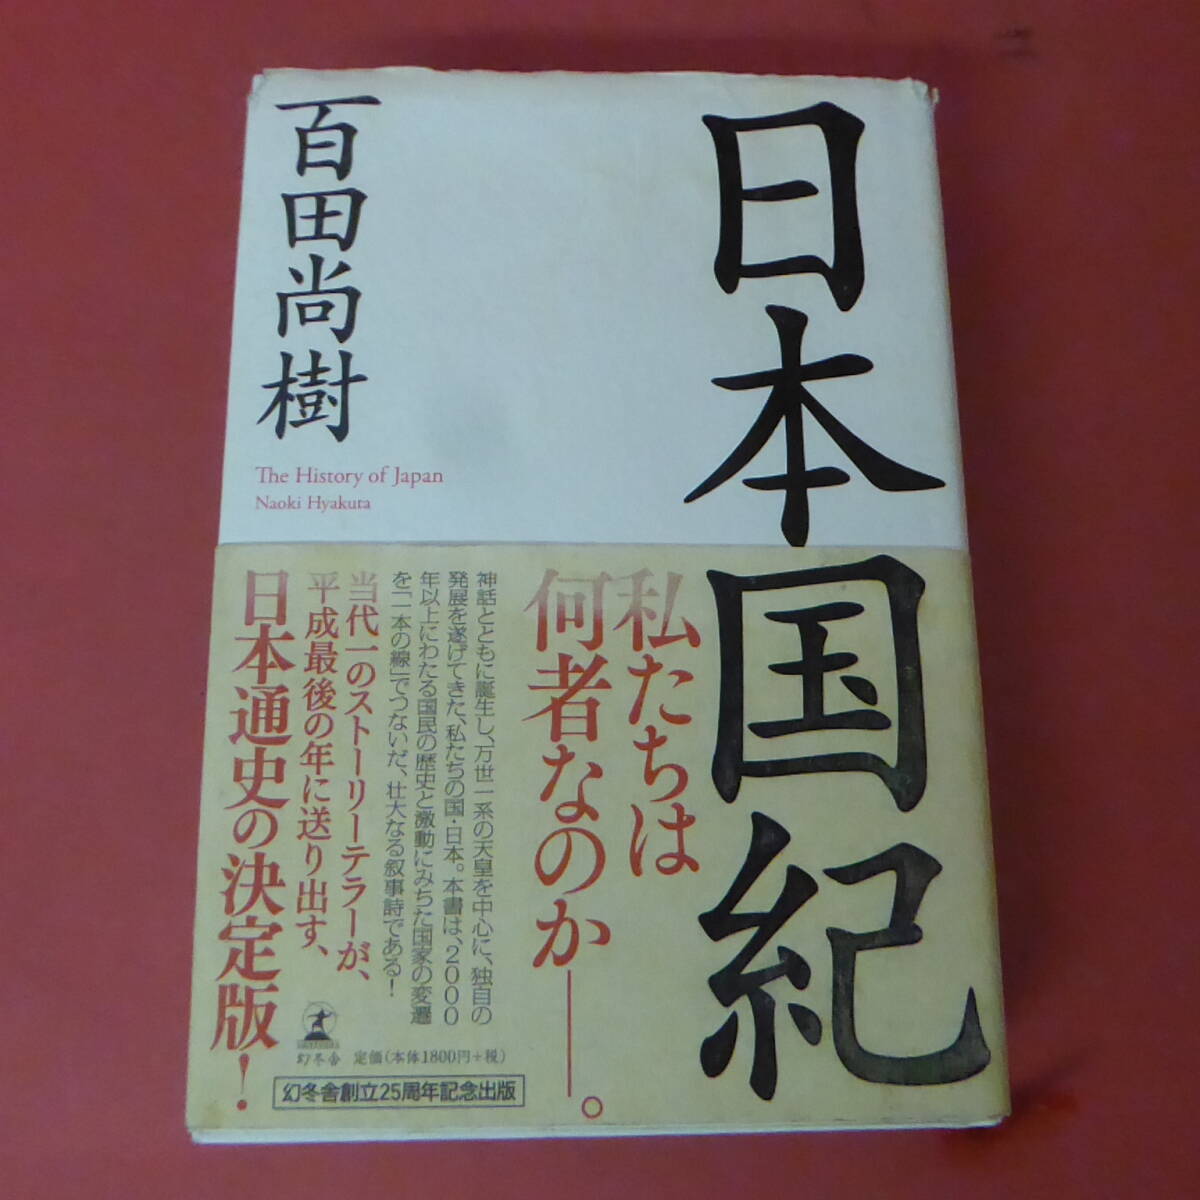 日本国紀
百田尚樹
The History of Japan
Naoki Hyakuta
私たちは
何者なのか――。
神話とともに誕生し、万世一系の天皇を中心に、独自の
発展を遂げてきた、私たちの国・日本。本書は、2000
年以上にわたる国民の歴史と激動にみちた国家の変遷
を「一本の線」でつないだ、壮大なる叙事詩である!
当代一のストーリーテラーが、
平成最後の年に送り出す、
日本通史の決定版!
幻冬舎 定価(本体1800円+税)
幻冬舎創立25周年記念出版